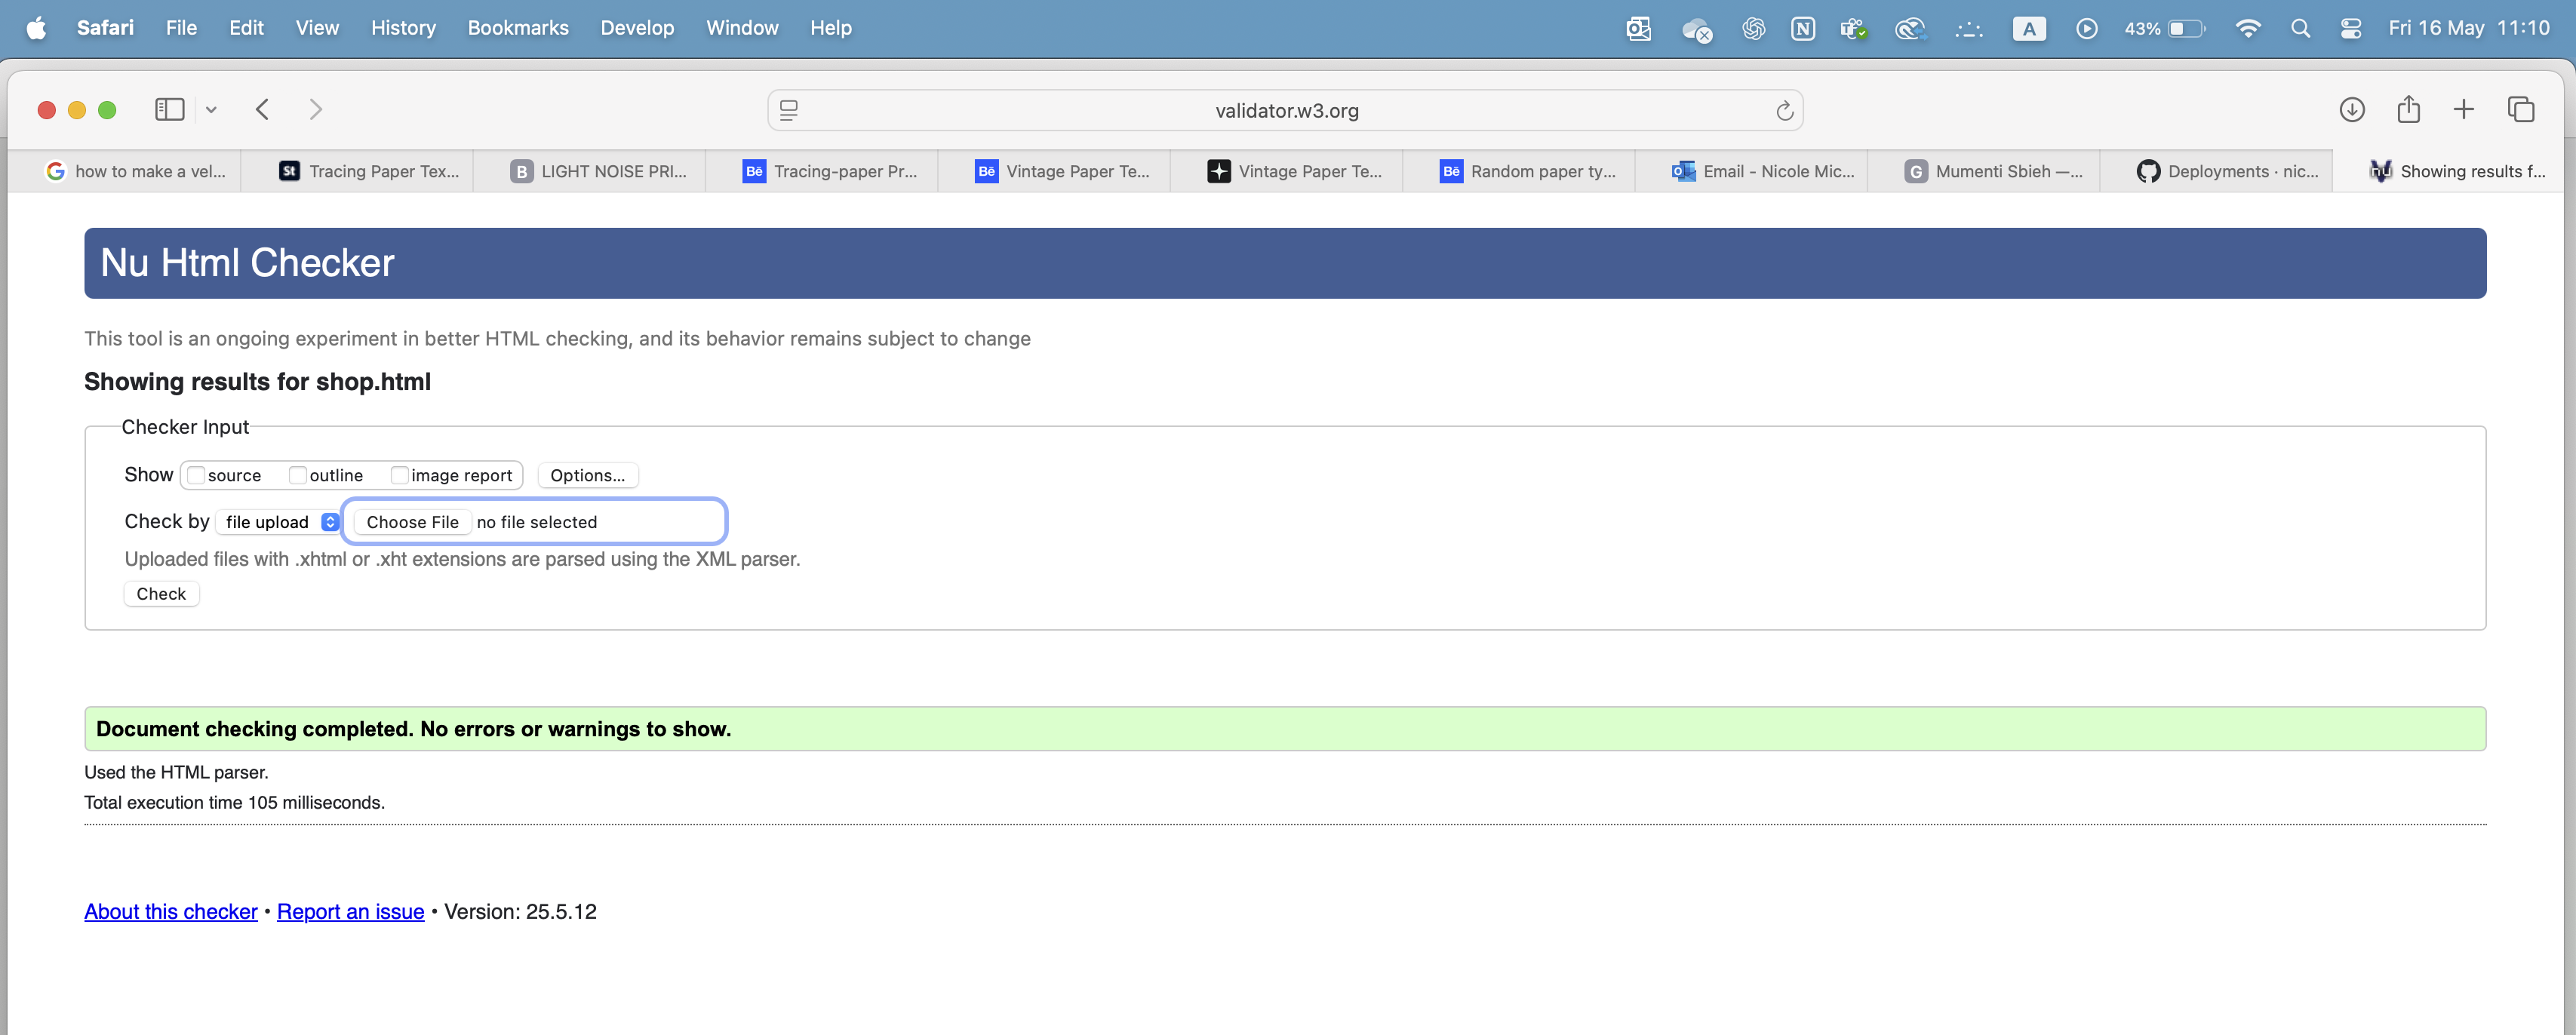 Safari File Edit View History Bookmarks Develop Window Help A 43% Fri 16 May 11:10
validator.w3.org
how to make a vel... St Tracing Paper Tex... B LIGHT NOISE PRI... Bē Tracing-paper Pr... Bē Vintage Paper Te... Vintage Paper Te... Bē Random paper ty... Email - Nicole Mic... G Mumenti Sbieh —... Deployments · nic... nu Showing results f...
Nu Html Checker
This tool is an ongoing experiment in better HTML checking, and its behavior remains subject to change
Showing results for shop.html
Checker Input
Show source outline image report Options...
Check by file upload Choose File no file selected
Uploaded files with .xhtml or .xht extensions are parsed using the XML parser.
Check
Document checking completed. No errors or warnings to show.
Used the HTML parser.
Total execution time 105 milliseconds.
About this checker • Report an issue • Version: 25.5.12